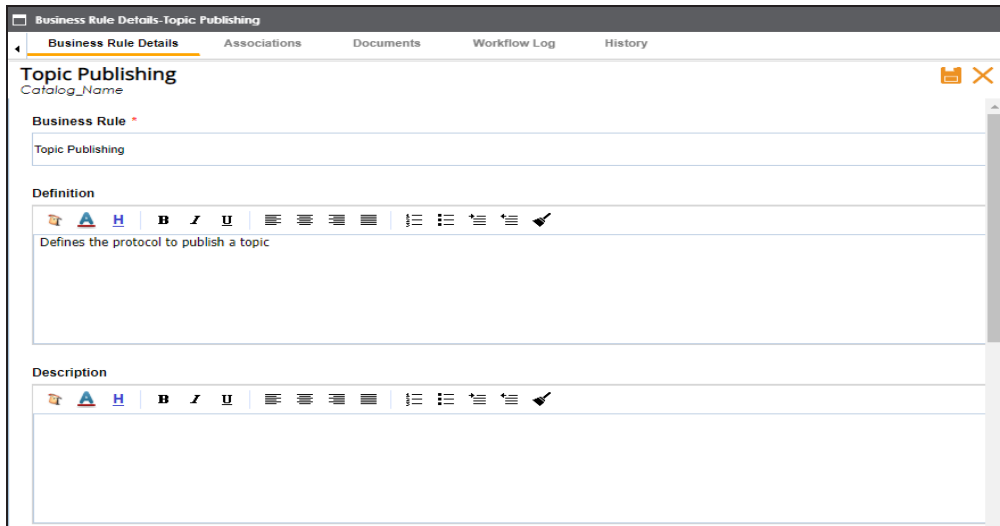 Business Rule Details-Topic Publishing
Business Rule Details Associations Documents Workflow Log History
Topic Publishing
Catalog_Name
Business Rule *
Topic Publishing
Definition
A H B I U
Defines the protocol to publish a topic
Description
A H B I U